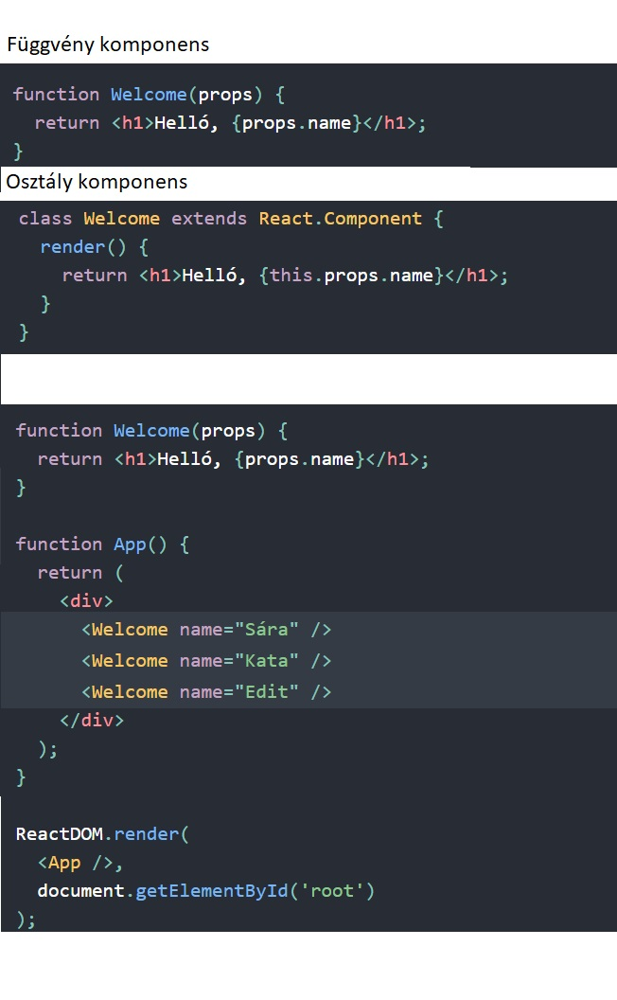 Függvény komponens
function Welcome(props) {
  return <h1>Helló, {props.name}</h1>;
}
Osztály komponens
class Welcome extends React.Component {
  render() {
    return <h1>Helló, {this.props.name}</h1>;
  }
}
function Welcome(props) {
  return <h1>Helló, {props.name}</h1>;
}
function App() {
  return (
    <div>
      <Welcome name="Sára" />
      <Welcome name="Kata" />
      <Welcome name="Edit" />
    </div>
  );
}
ReactDOM.render(
  <App />,
  document.getElementById('root')
);